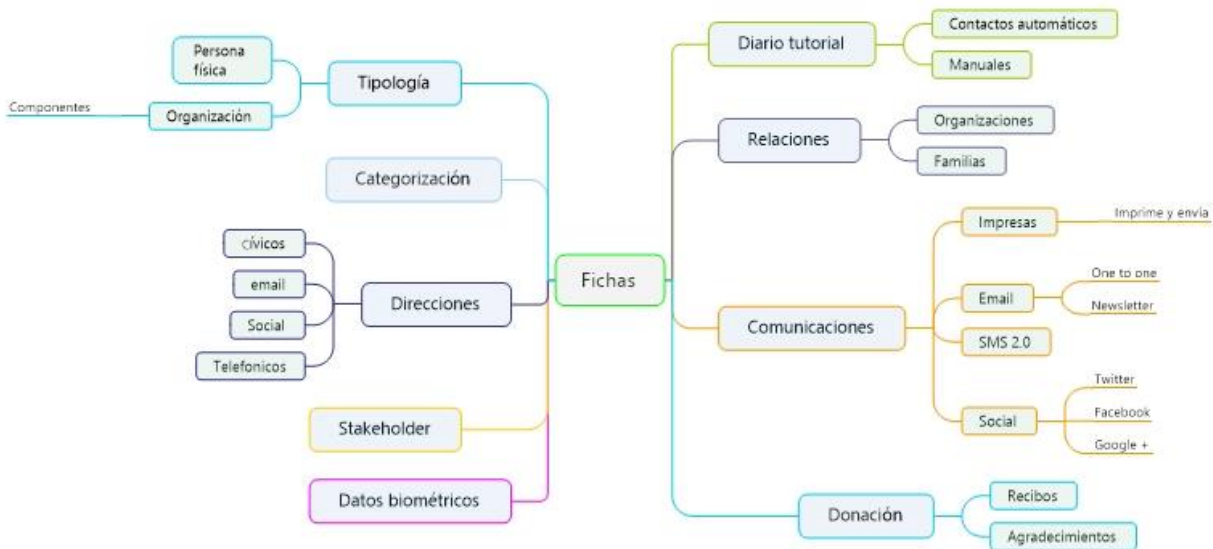 Fichas
Tipología
Persona
física
Organización
Componentes
Categorización
Direcciones
cívicos
email
Social
Telefonicos
Stakeholder
Datos biométricos
Diario tutorial
Contactos automáticos
Manuales
Relaciones
Organizaciones
Familias
Comunicaciones
Impresas
Imprime y envía
Email
One to one
Newsletter
SMS 2.0
Social
Twitter
Facebook
Google +
Donación
Recibos
Agradecimientos